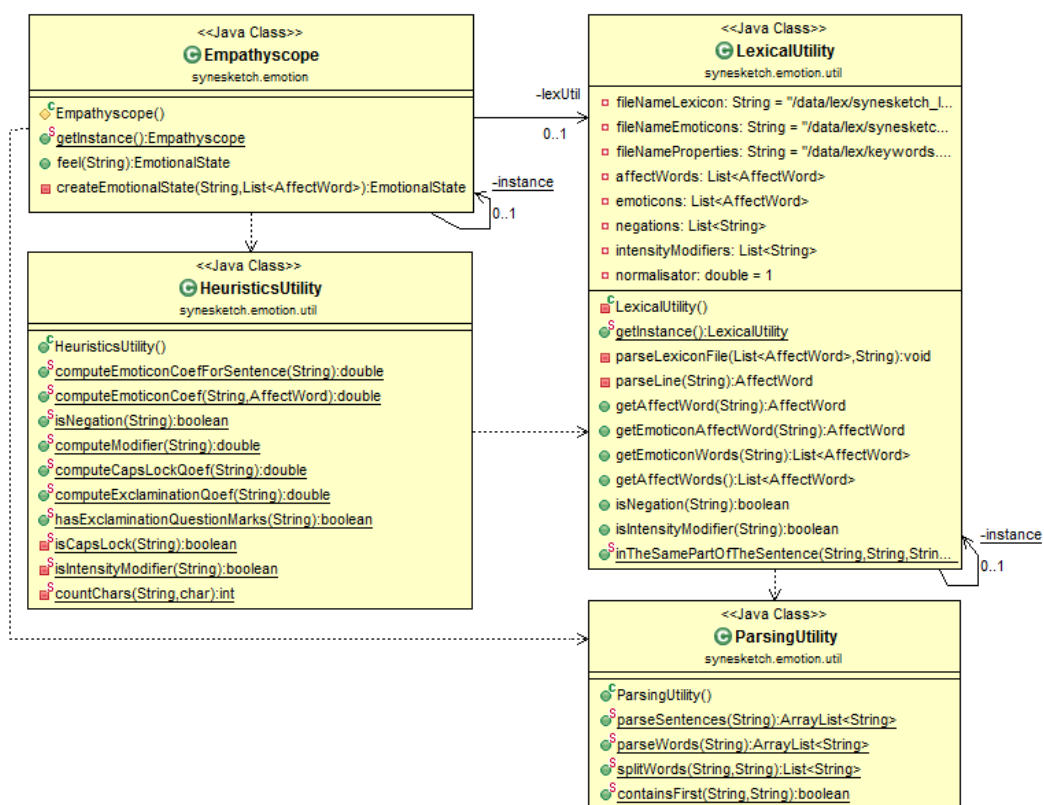 <<Java Class>>
Empathyscope
synesketch.emotion
Empathyscope()
getInstance():Empathyscope
feel(String):EmotionalState
createEmotionalState(String,List<AffectWord>):EmotionalState
-lexUtil
0..1
-instance
0..1
<<Java Class>>
LexicalUtility
synesketch.emotion.util
fileNameLexicon: String = "/data/lex/synesketch_l...
fileNameEmoticons: String = "/data/lex/synesketc...
fileNameProperties: String = "/data/lex/keywords....
affectWords: List<AffectWord>
emoticons: List<AffectWord>
negations: List<String>
intensityModifiers: List<String>
normalisator: double = 1
LexicalUtility()
getInstance():LexicalUtility
parseLexiconFile(List<AffectWord>,String):void
parseLine(String):AffectWord
getAffectWord(String):AffectWord
getEmoticonAffectWord(String):AffectWord
getEmoticonWords(String):List<AffectWord>
getAffectWords():List<AffectWord>
isNegation(String):boolean
isIntensityModifier(String):boolean
inTheSamePartOfTheSentence(String,String,Strin...
-instance
0..1
<<Java Class>>
HeuristicsUtility
synesketch.emotion.util
HeuristicsUtility()
computeEmoticonCoefForSentence(String):double
computeEmoticonCoef(String,AffectWord):double
isNegation(String):boolean
computeModifier(String):double
computeCapsLockQoef(String):double
computeExclaminationQoef(String):double
hasExclaminationQuestionMarks(String):boolean
isCapsLock(String):boolean
isIntensityModifier(String):boolean
countChars(String,char):int
<<Java Class>>
ParsingUtility
synesketch.emotion.util
ParsingUtility()
parseSentences(String):ArrayList<String>
parseWords(String):ArrayList<String>
splitWords(String,String):List<String>
containsFirst(String,String):boolean